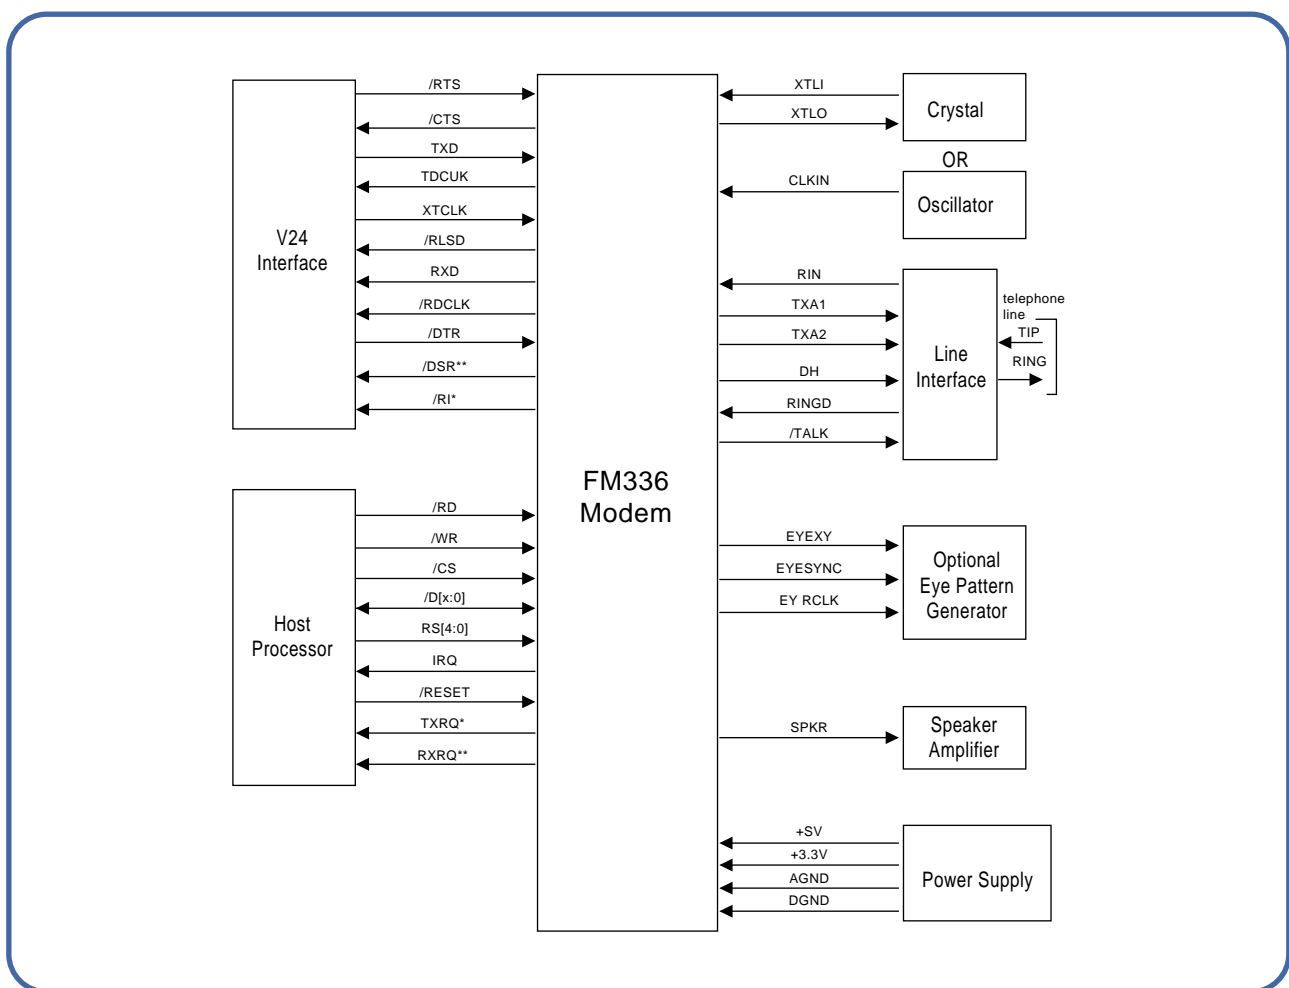 /RTS
/CTS
TXD
TDCUK
XTCLK
/RLSD
RXD
/RDCLK
/DTR
/DSR**
/RI*
V24
Interface
/RD
/WR
/CS
/D[x:0]
RS[4:0]
IRQ
/RESET
TXRQ*
RXRQ**
Host
Processor
FM336
Modem
XTLI
XTLO
Crystal
OR
CLKIN
Oscillator
RIN
TXA1
TXA2
DH
RINGD
/TALK
Line
Interface
telephone
line
TIP
RING
EYEXY
EYESYNC
EY RCLK
Optional
Eye Pattern
Generator
SPKR
Speaker
Amplifier
+SV
+3.3V
AGND
DGND
Power Supply